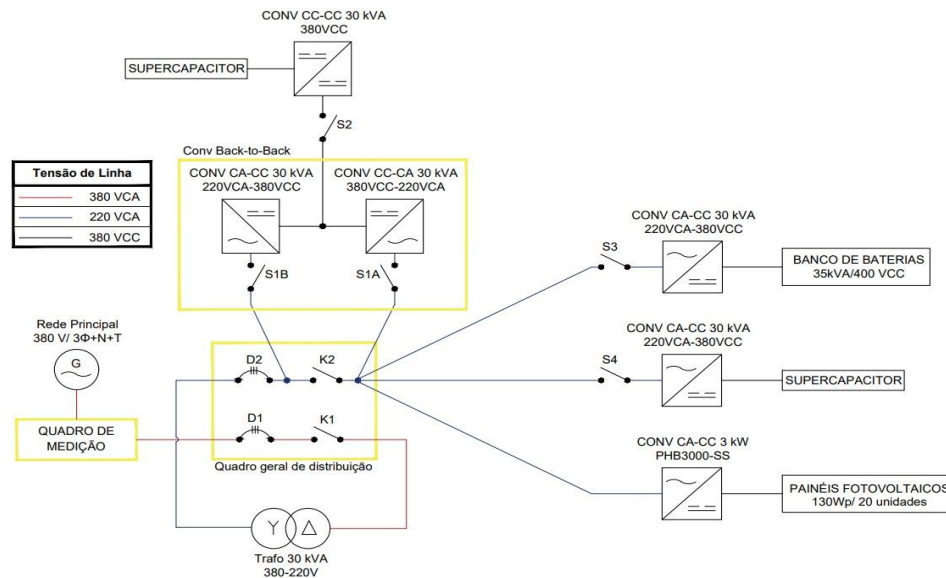 CONV CC-CC 30 kVA
380VCC
SUPERCAPACITOR
S2
Conv Back-to-Back
CONV CA-CC 30 kVA
220VCA-380VCC
CONV CC-CA 30 kVA
380VCC-220VCA
S1B
S1A
Tensão de Linha
380 VCA
220 VCA
380 VCC
CONV CA-CC 30 kVA
220VCA-380VCC
S3
BANCO DE BATERIAS
35kVA/400 VCC
Rede Principal
380 V/ 3Φ+N+T
G
QUADRO DE
MEDIÇÃO
D2
K2
D1
K1
Quadro geral de distribuição
CONV CA-CC 30 kVA
220VCA-380VCC
S4
SUPERCAPACITOR
CONV CA-CC 3 kW
PHB3000-SS
PAINÉIS FOTOVOLTAICOS
130Wp/ 20 unidades
Y
Δ
Trafo 30 kVA
380-220V